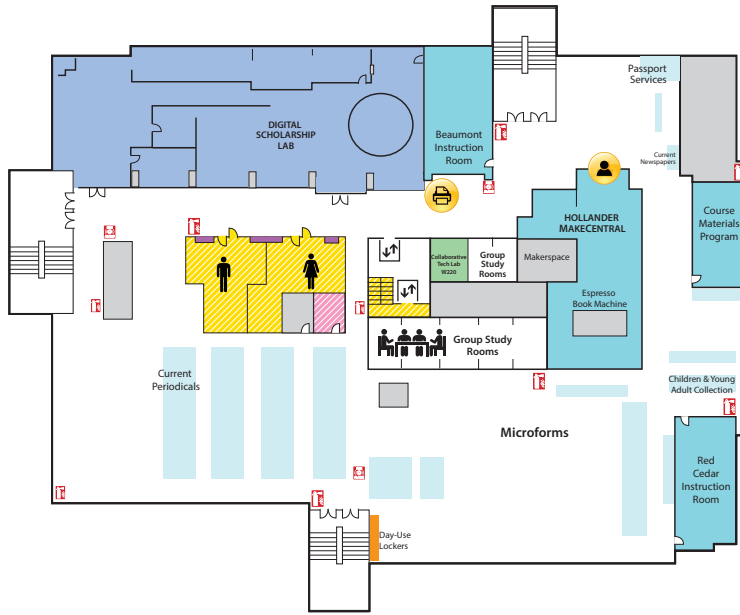 Passport
Services
DIGITAL
SCHOLARSHIP
LAB
Beaumont
Instruction
Room
Current
Newspapers
HOLLANDER
MAKECENTRAL
Course
Materials
Program
Collaborative
Tech Lab
W220
Group
Study
Rooms
Makerspace
Espresso
Book Machine
Group Study
Rooms
Current
Periodicals
Children & Young
Adult Collection
Microforms
Red
Cedar
Instruction
Room
Day-Use
Lockers